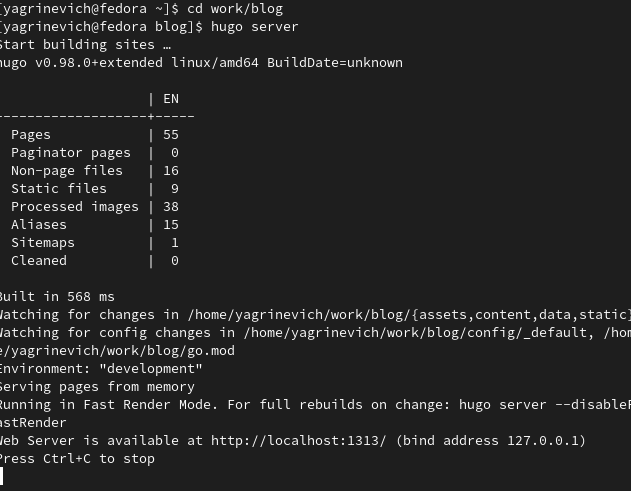 [yagrinevich@fedora ~]$ cd work/blog
[yagrinevich@fedora blog]$ hugo server
Start building sites …
hugo v0.98.0+extended linux/amd64 BuildDate=unknown
                   | EN
-------------------+-----
  Pages            | 55
  Paginator pages  |  0
  Non-page files   | 16
  Static files     |  9
  Processed images | 38
  Aliases          | 15
  Sitemaps         |  1
  Cleaned          |  0
Built in 568 ms
Watching for changes in /home/yagrinevich/work/blog/{assets,content,data,static}
Watching for config changes in /home/yagrinevich/work/blog/config/_default, /hom
e/yagrinevich/work/blog/go.mod
Environment: "development"
Serving pages from memory
Running in Fast Render Mode. For full rebuilds on change: hugo server --disableF
astRender
Web Server is available at http://localhost:1313/ (bind address 127.0.0.1)
Press Ctrl+C to stop